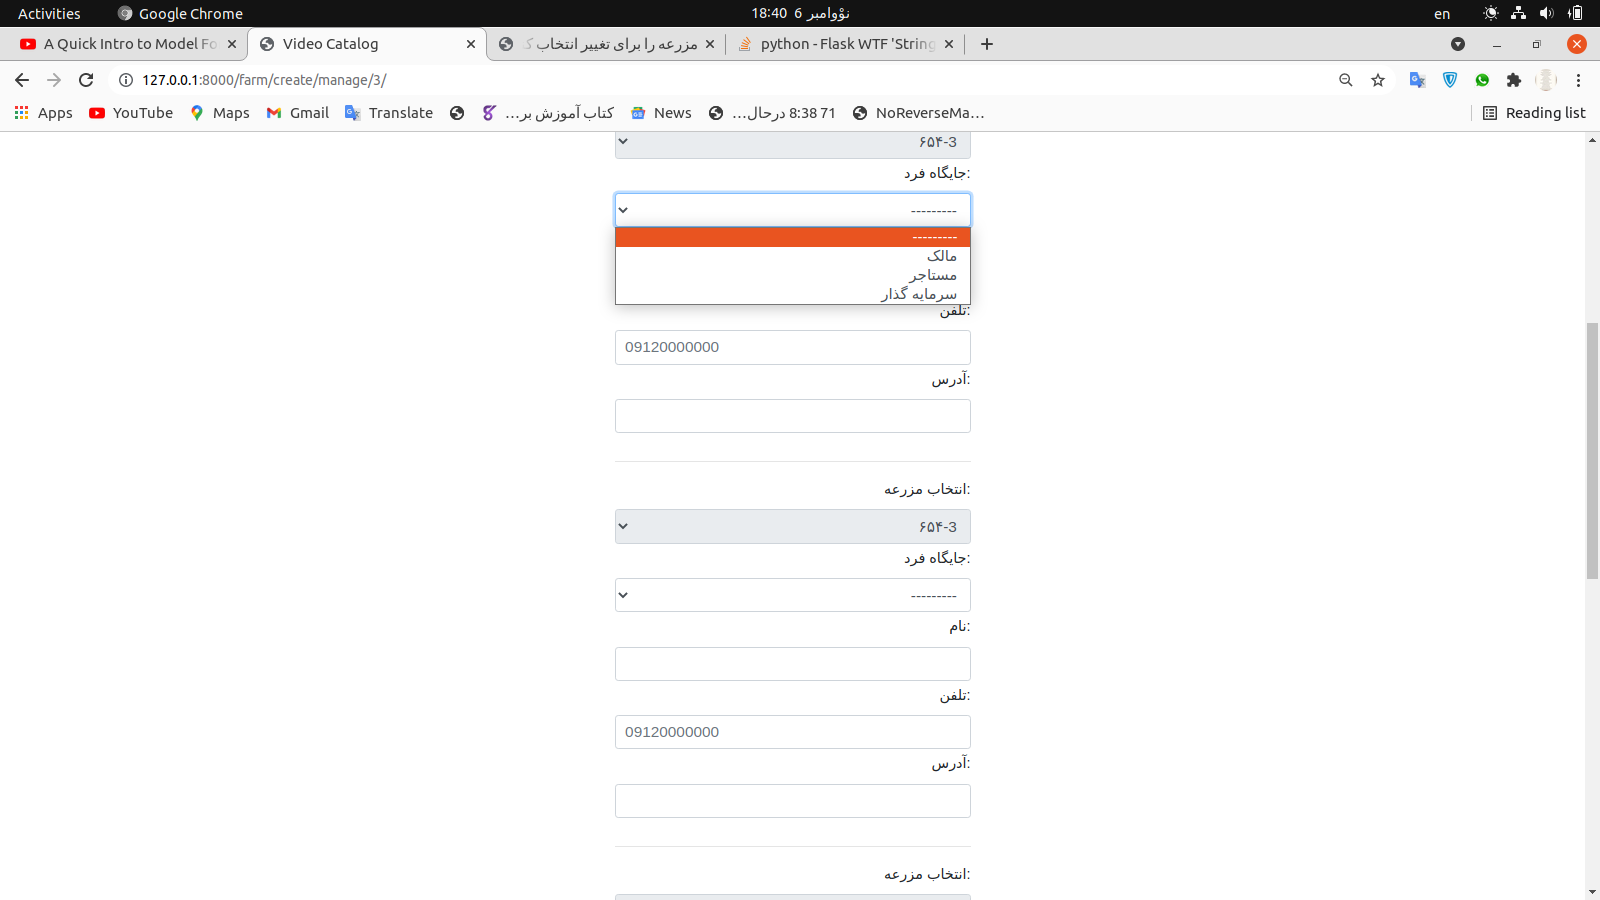 Activities Google Chrome 18:40 6 نوْوامبر en
A Quick Intro to Model Fo Video Catalog مزرعه را برای تغییر انتخاب python - Flask WTF 'String
127.0.0.1:8000/farm/create/manage/3/
Apps YouTube Maps Gmail Translate کتاب آموزش بر... News 71 8:38 درحال... NoReverseMa... Reading list
۶۵۴-3
جایگاه فرد:
---------
---------
مالک
مستاجر
سرمایه گذار
تلفن:
09120000000
آدرس:
انتخاب مزرعه:
۶۵۴-3
جایگاه فرد:
---------
نام:
تلفن:
09120000000
آدرس:
انتخاب مزرعه: